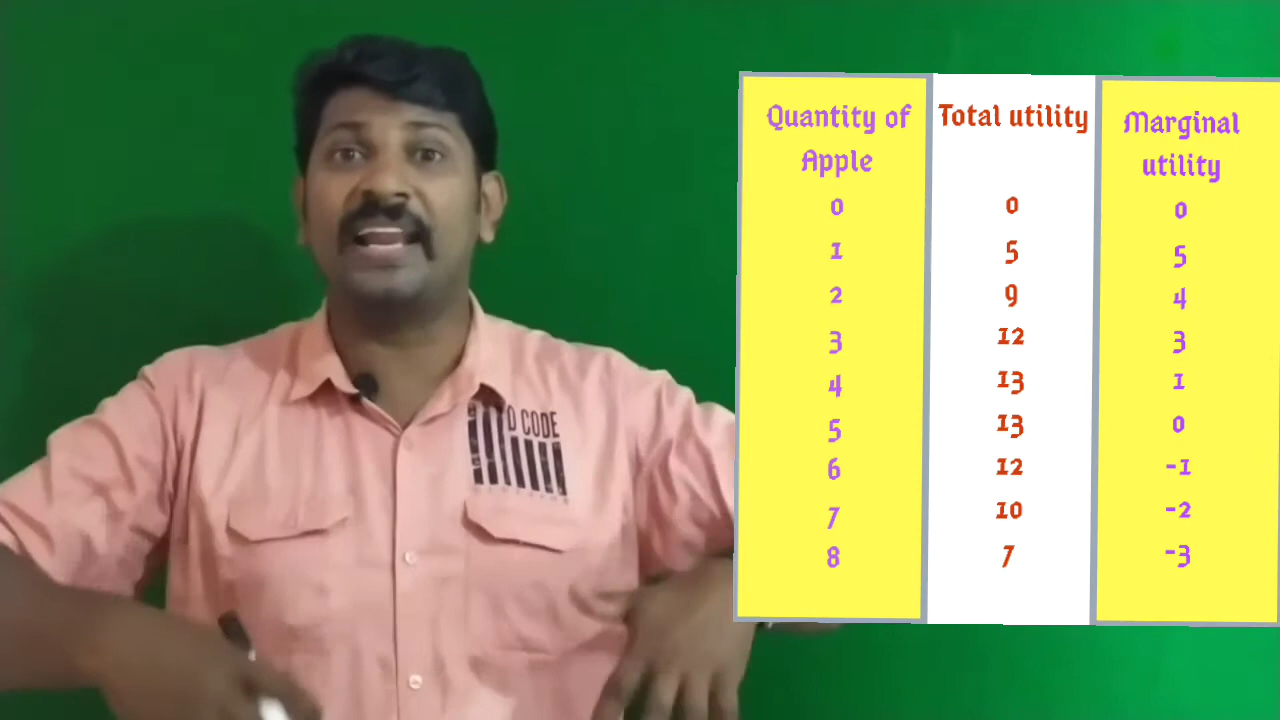 Quantity of Apple Total utility Marginal utility
0 0 0
1 5 5
2 9 4
3 12 3
4 13 1
5 13 0
6 12 -1
7 10 -2
8 7 -3
D CODE